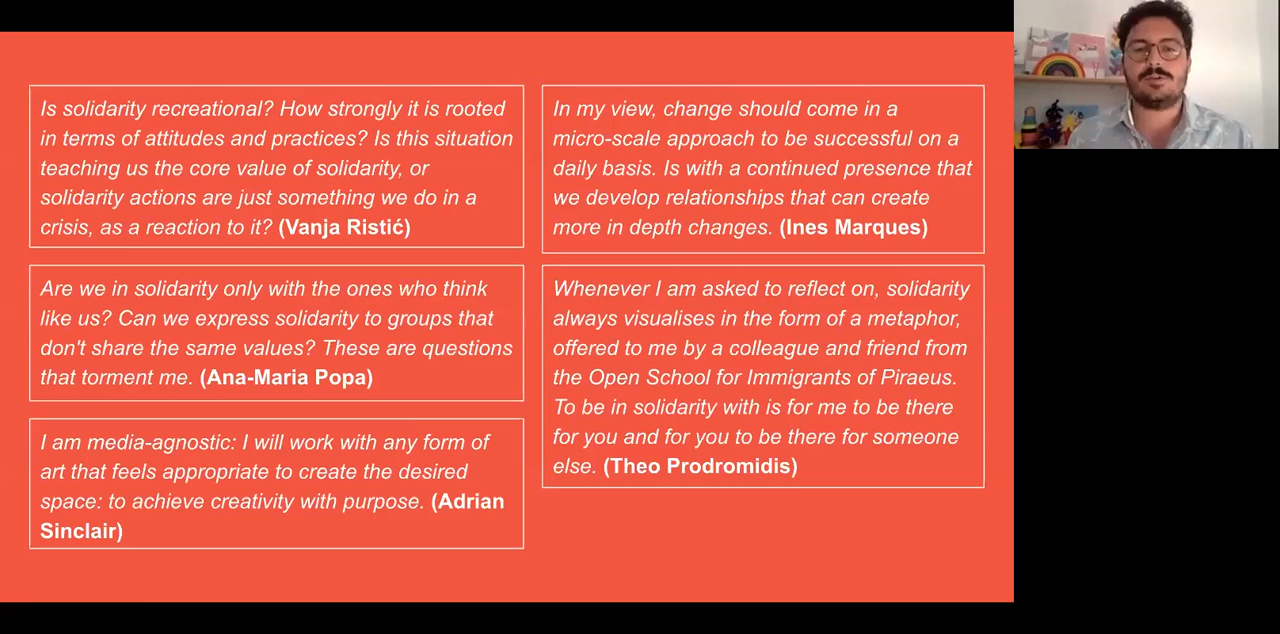 Is solidarity recreational? How strongly it is rooted
in terms of attitudes and practices? Is this situation
teaching us the core value of solidarity, or
solidarity actions are just something we do in a
crisis, as a reaction to it? (Vanja Ristić)
Are we in solidarity only with the ones who think
like us? Can we express solidarity to groups that
don't share the same values? These are questions
that torment me. (Ana-Maria Popa)
I am media-agnostic: I will work with any form of
art that feels appropriate to create the desired
space: to achieve creativity with purpose. (Adrian
Sinclair)
In my view, change should come in a
micro-scale approach to be successful on a
daily basis. Is with a continued presence that
we develop relationships that can create
more in depth changes. (Ines Marques)
Whenever I am asked to reflect on, solidarity
always visualises in the form of a metaphor,
offered to me by a colleague and friend from
the Open School for Immigrants of Piraeus.
To be in solidarity with is for me to be there
for you and for you to be there for someone
else. (Theo Prodromidis)